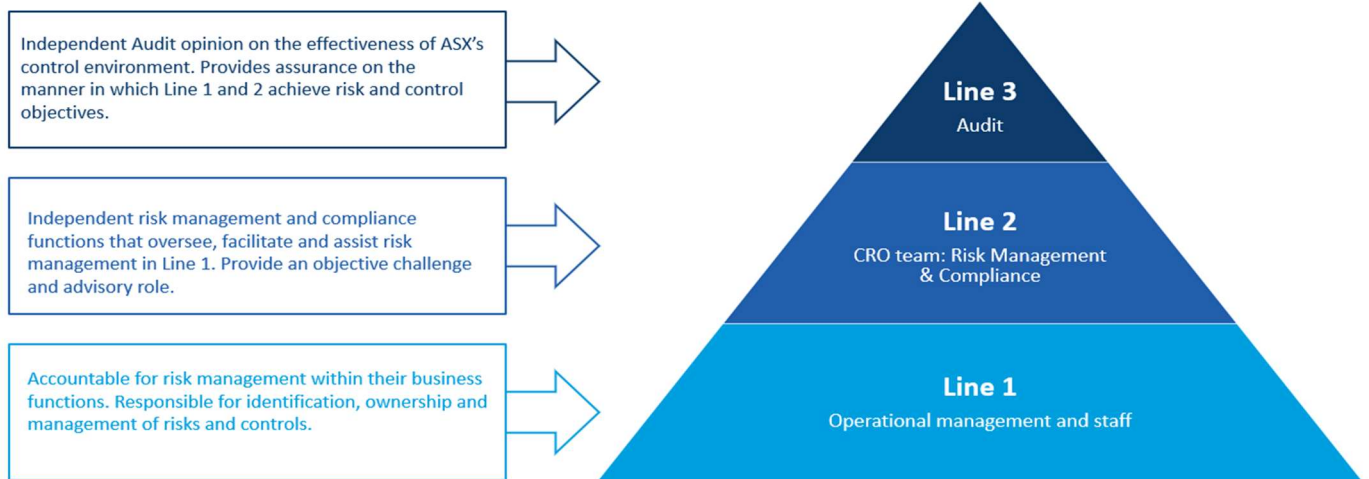 Independent Audit opinion on the effectiveness of ASX's
control environment. Provides assurance on the
manner in which Line 1 and 2 achieve risk and control
objectives.
Line 3
Audit
Independent risk management and compliance
functions that oversee, facilitate and assist risk
management in Line 1. Provide an objective challenge
and advisory role.
Line 2
CRO team: Risk Management
& Compliance
Accountable for risk management within their business
functions. Responsible for identification, ownership and
management of risks and controls.
Line 1
Operational management and staff